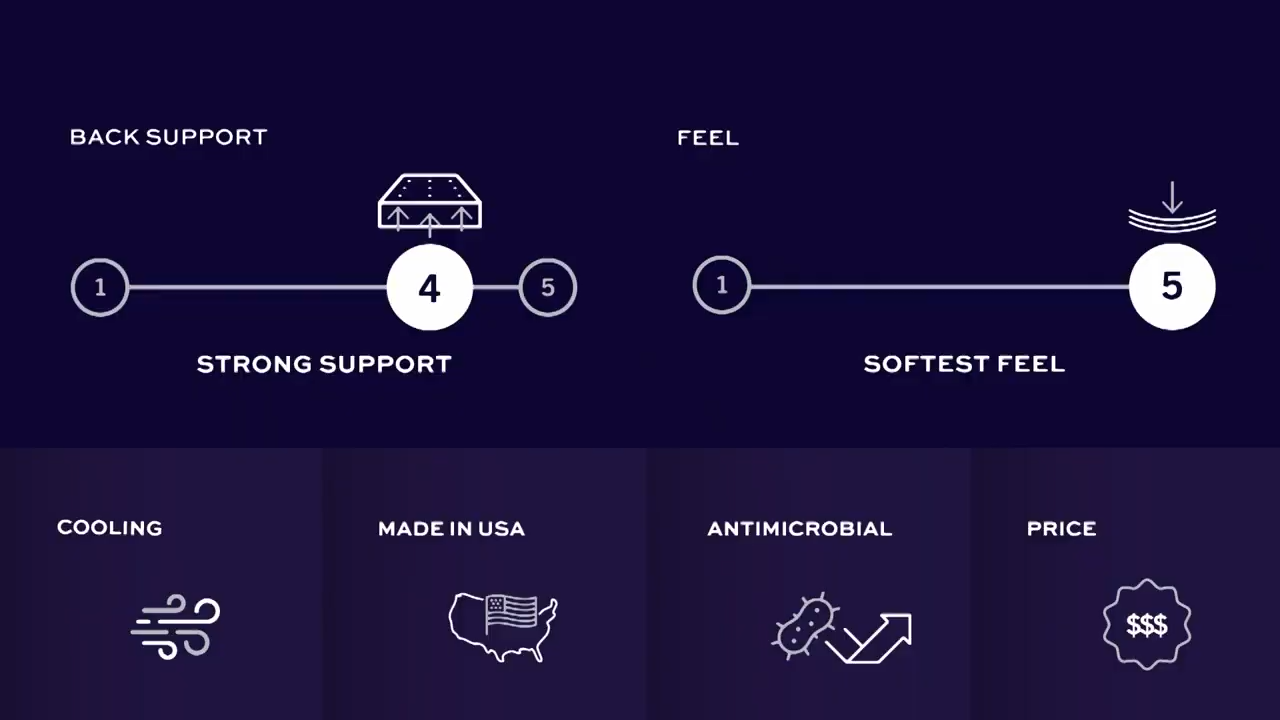 BACK SUPPORT
1
4
5
STRONG SUPPORT
FEEL
1
5
SOFTEST FEEL
COOLING
MADE IN USA
ANTIMICROBIAL
PRICE
$$$